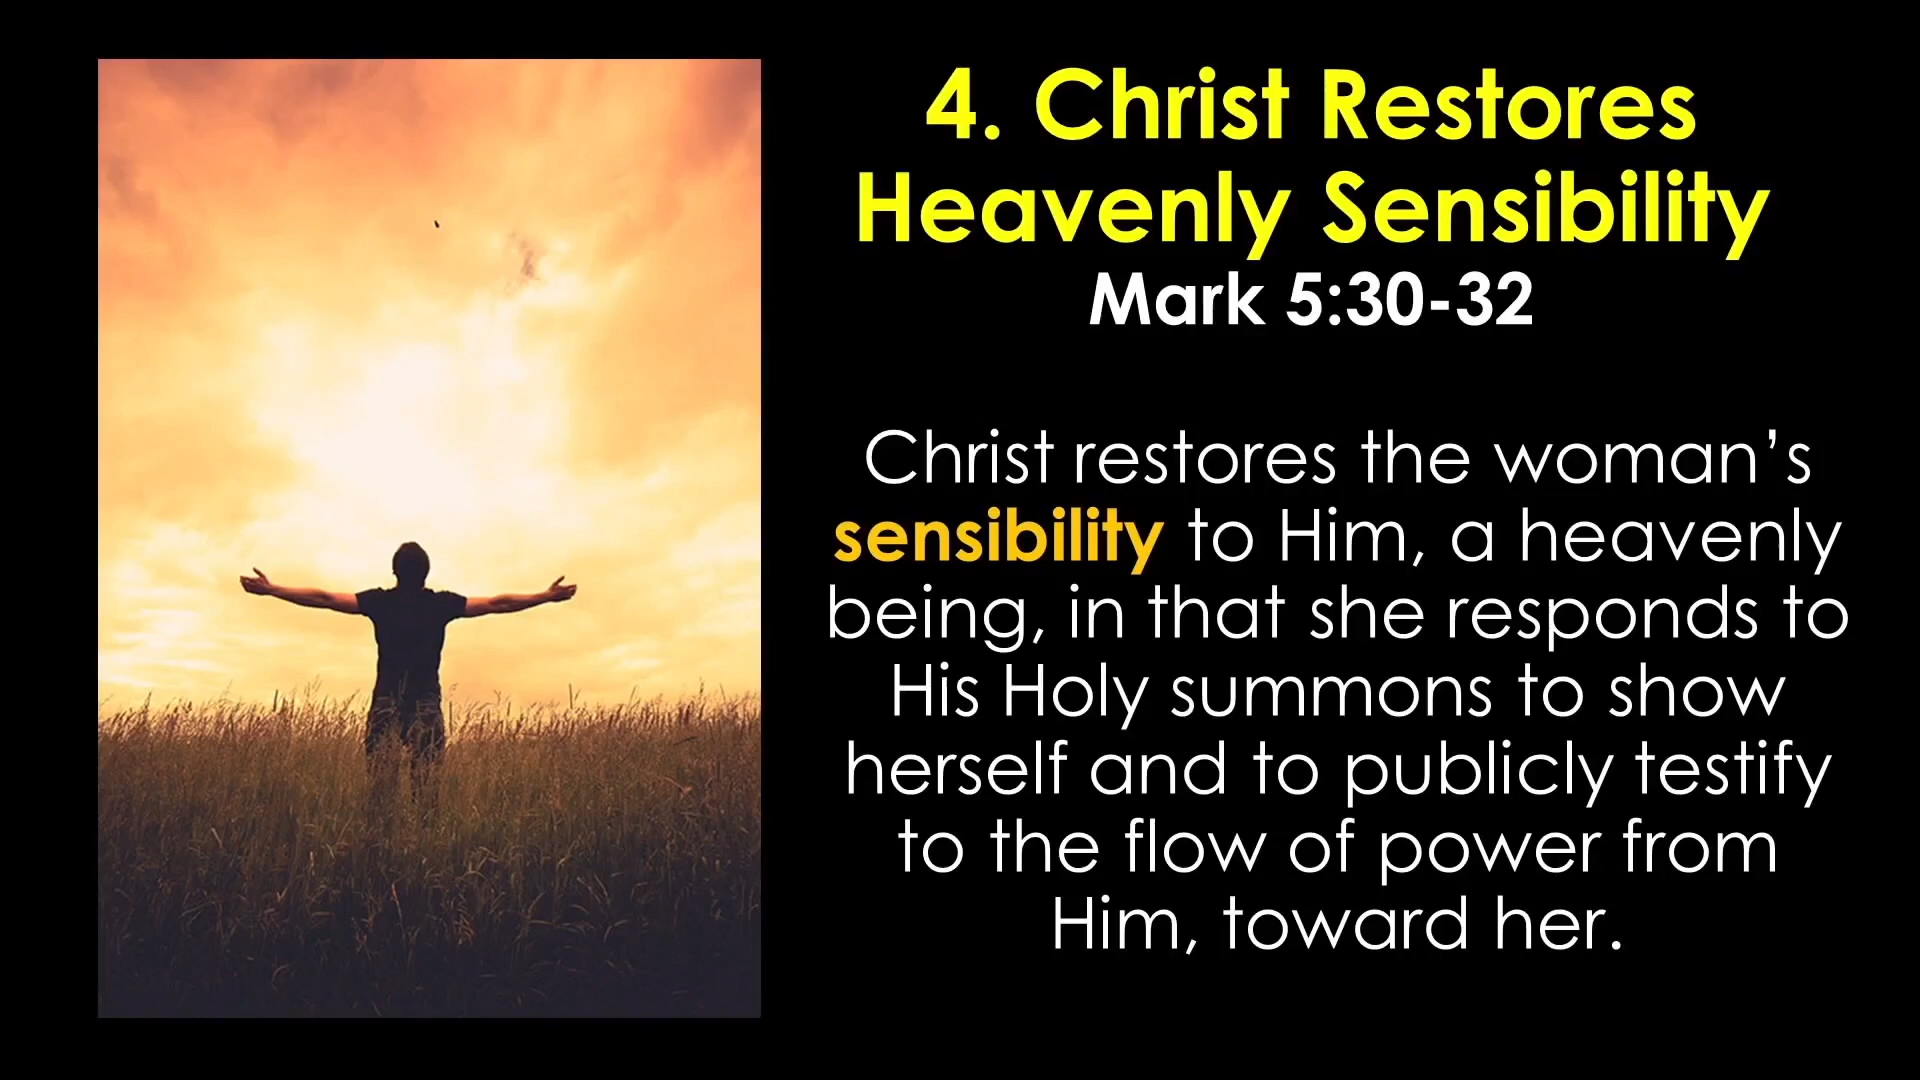 4. Christ Restores
Heavenly Sensibility
Mark 5:30-32
Christ restores the woman’s
sensibility to Him, a heavenly
being, in that she responds to
His Holy summons to show
herself and to publicly testify
to the flow of power from
Him, toward her.